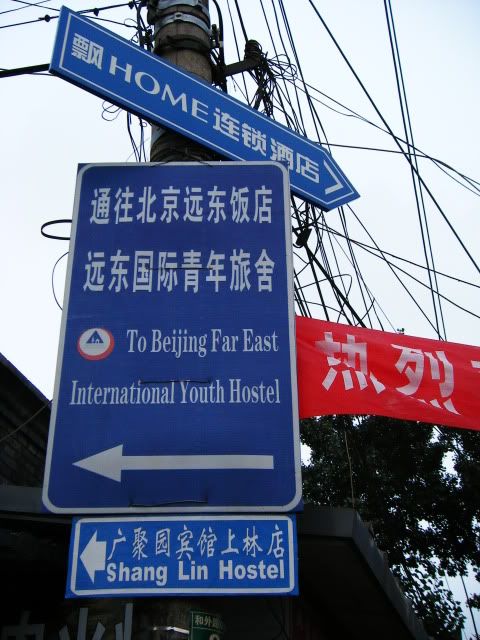 飘HOME连锁酒店
通往北京远东饭店
远东国际青年旅舍
To Beijing Far East
International Youth Hostel
热烈
广聚园宾馆上林店
Shang Lin Hostel